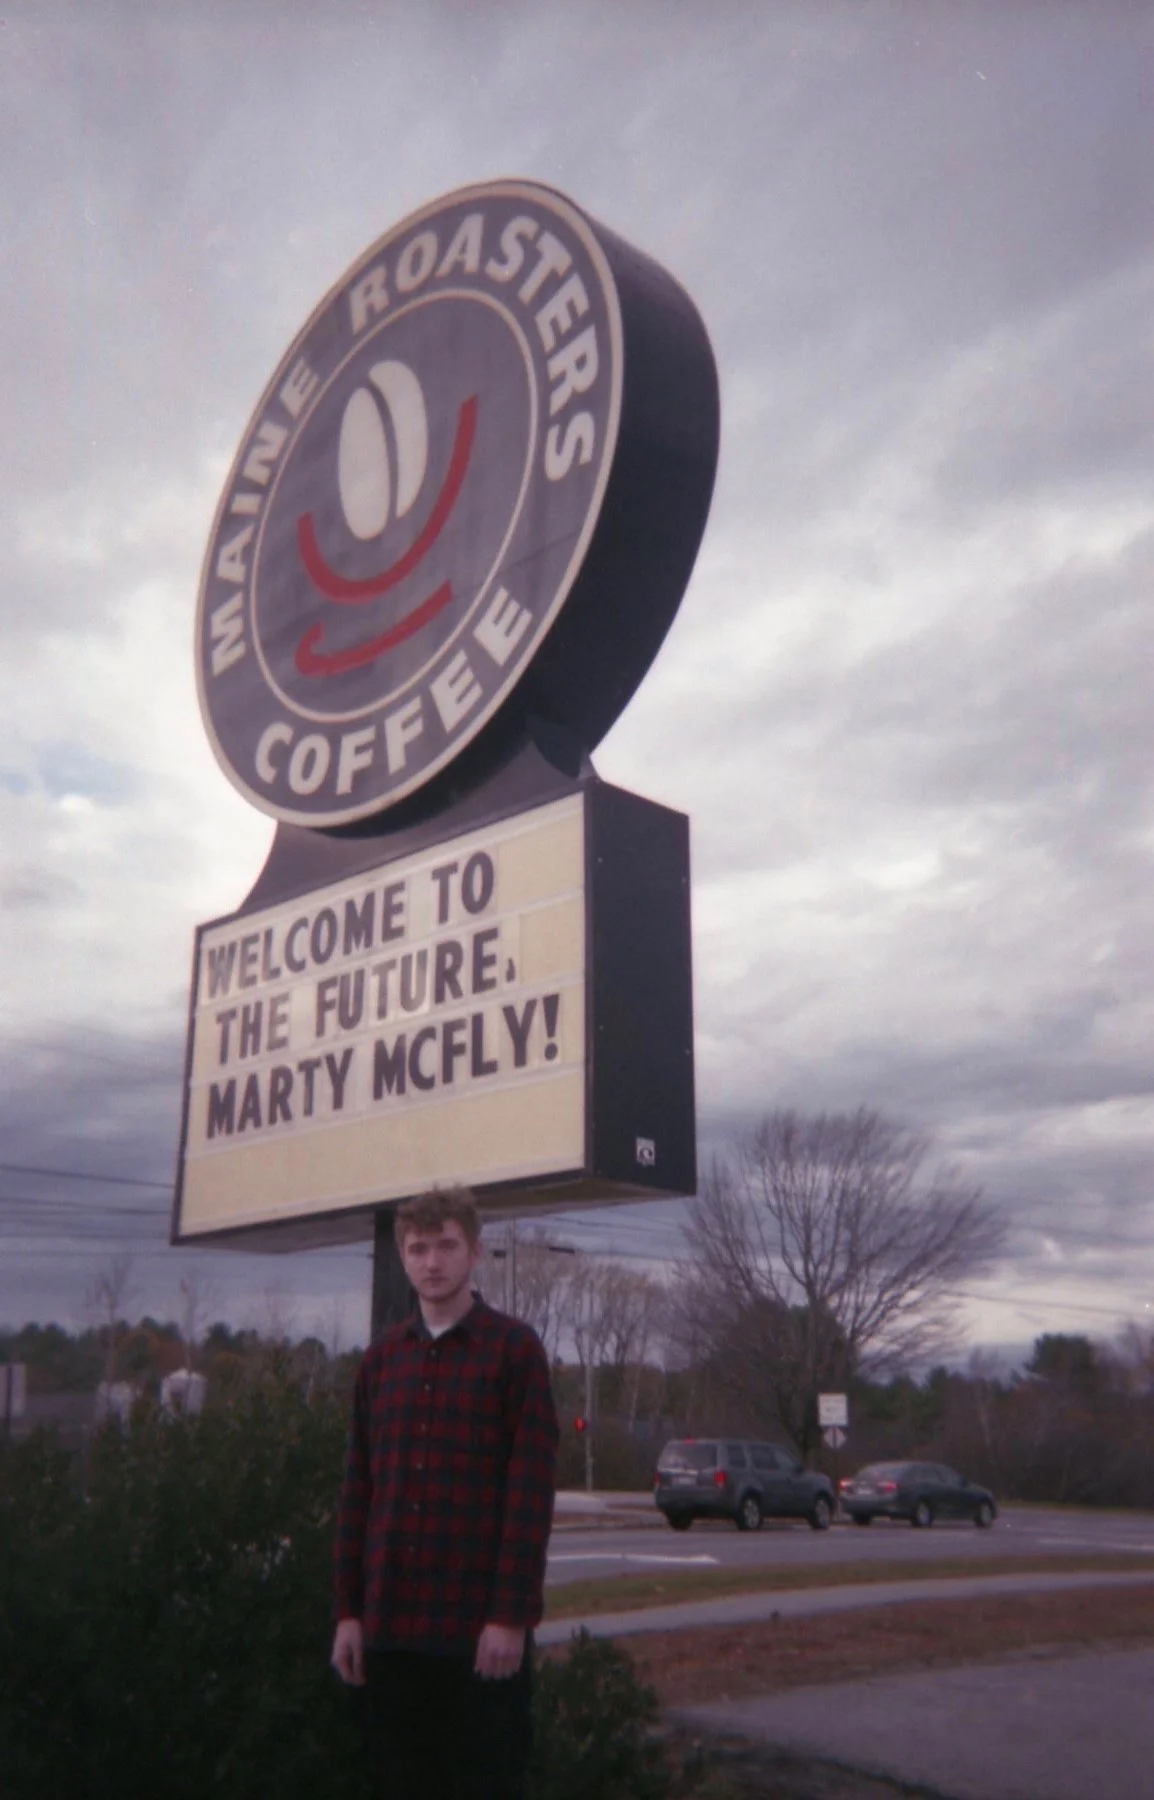 MAINE ROASTERS
COFFEE
WELCOME TO
THE FUTURE,
MARTY MCFLY!